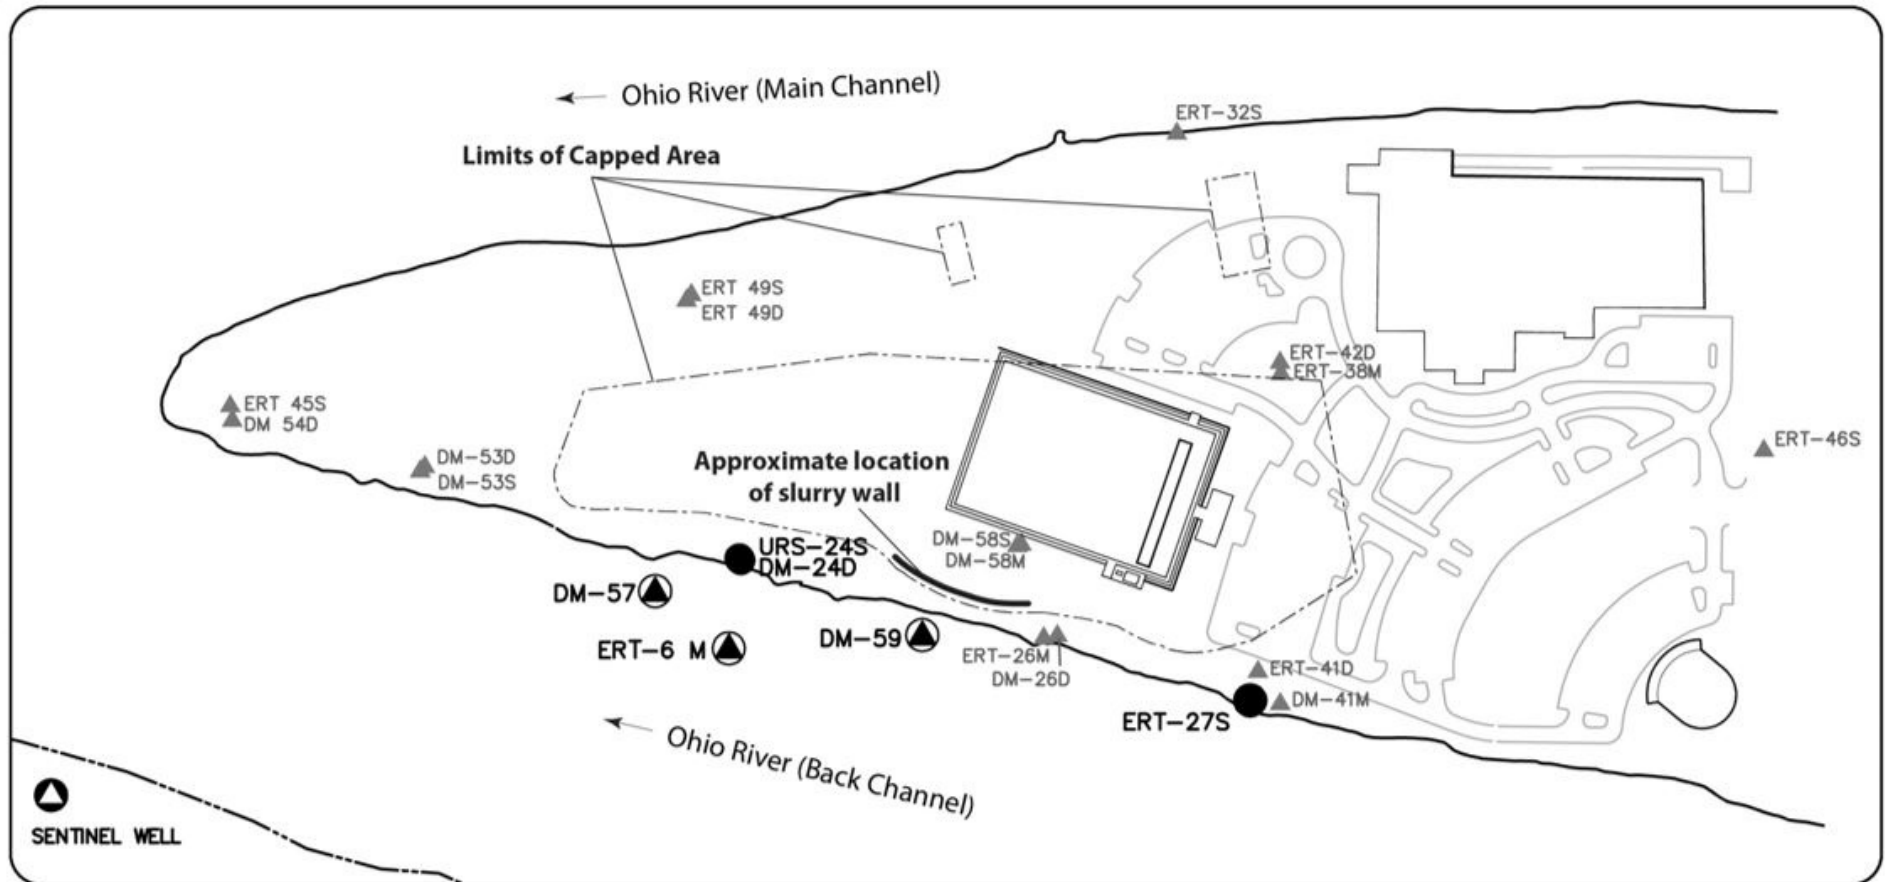 Ohio River (Main Channel)
ERT-32S
Limits of Capped Area
ERT 49S
ERT 49D
ERT-42D
ERT-38M
ERT 45S
DM 54D
ERT-46S
DM-53D
DM-53S
Approximate location
of slurry wall
DM-58S
DM-58M
URS-24S
DM-24D
DM-57
ERT-6 M
DM-59
ERT-26M
DM-26D
ERT-41D
DM-41M
ERT-27S
Ohio River (Back Channel)
SENTINEL WELL